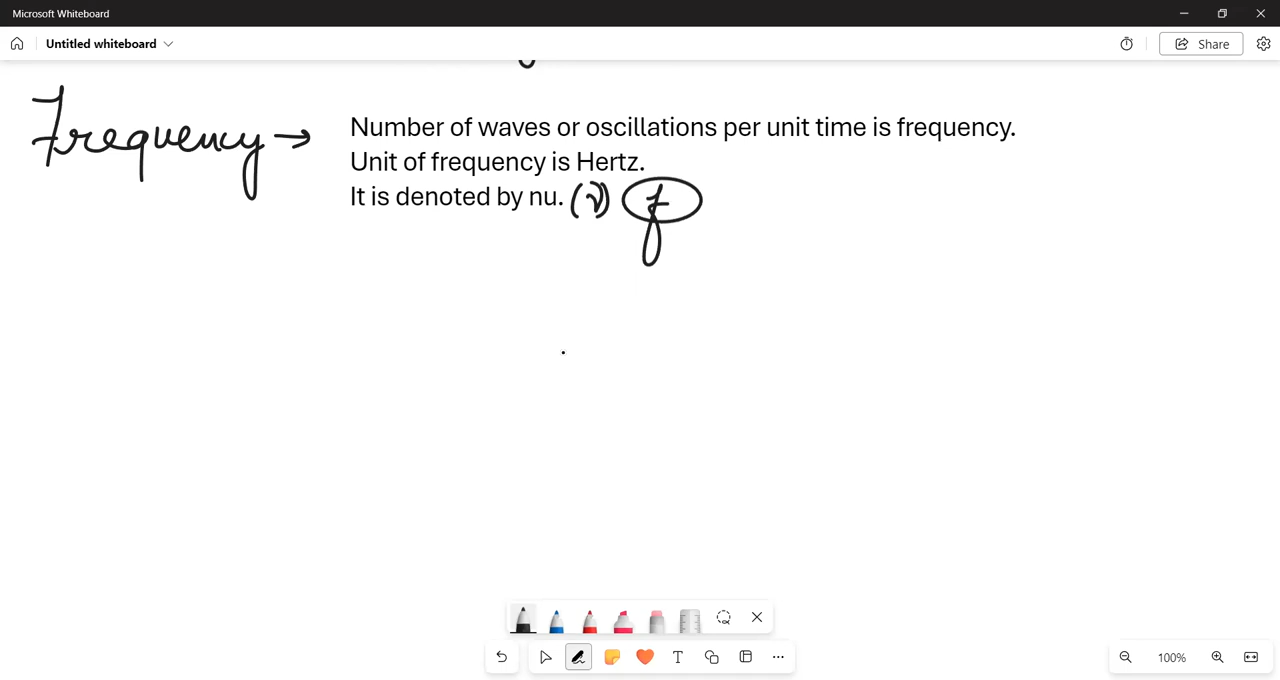 Microsoft Whiteboard
Untitled whiteboard
Share
Frequency →
Number of waves or oscillations per unit time is frequency.
Unit of frequency is Hertz.
It is denoted by nu. (ν) f
100%